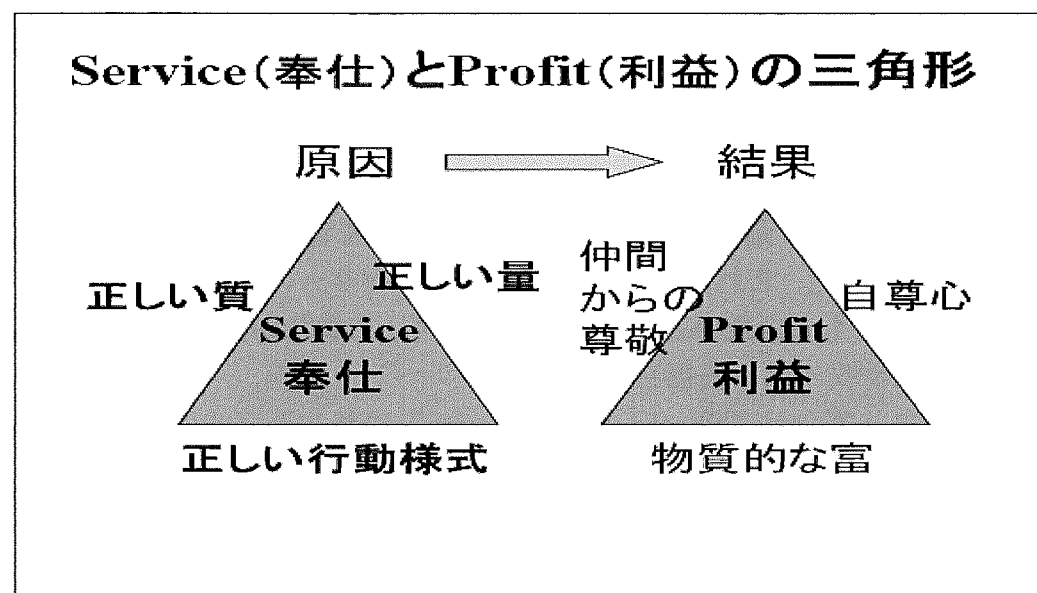 Service(奉仕)とProfit(利益)の三角形
原因
結果
正しい質
正しい量
Service
奉仕
正しい行動様式
仲間
からの
尊敬
Profit
利益
自尊心
物質的な富